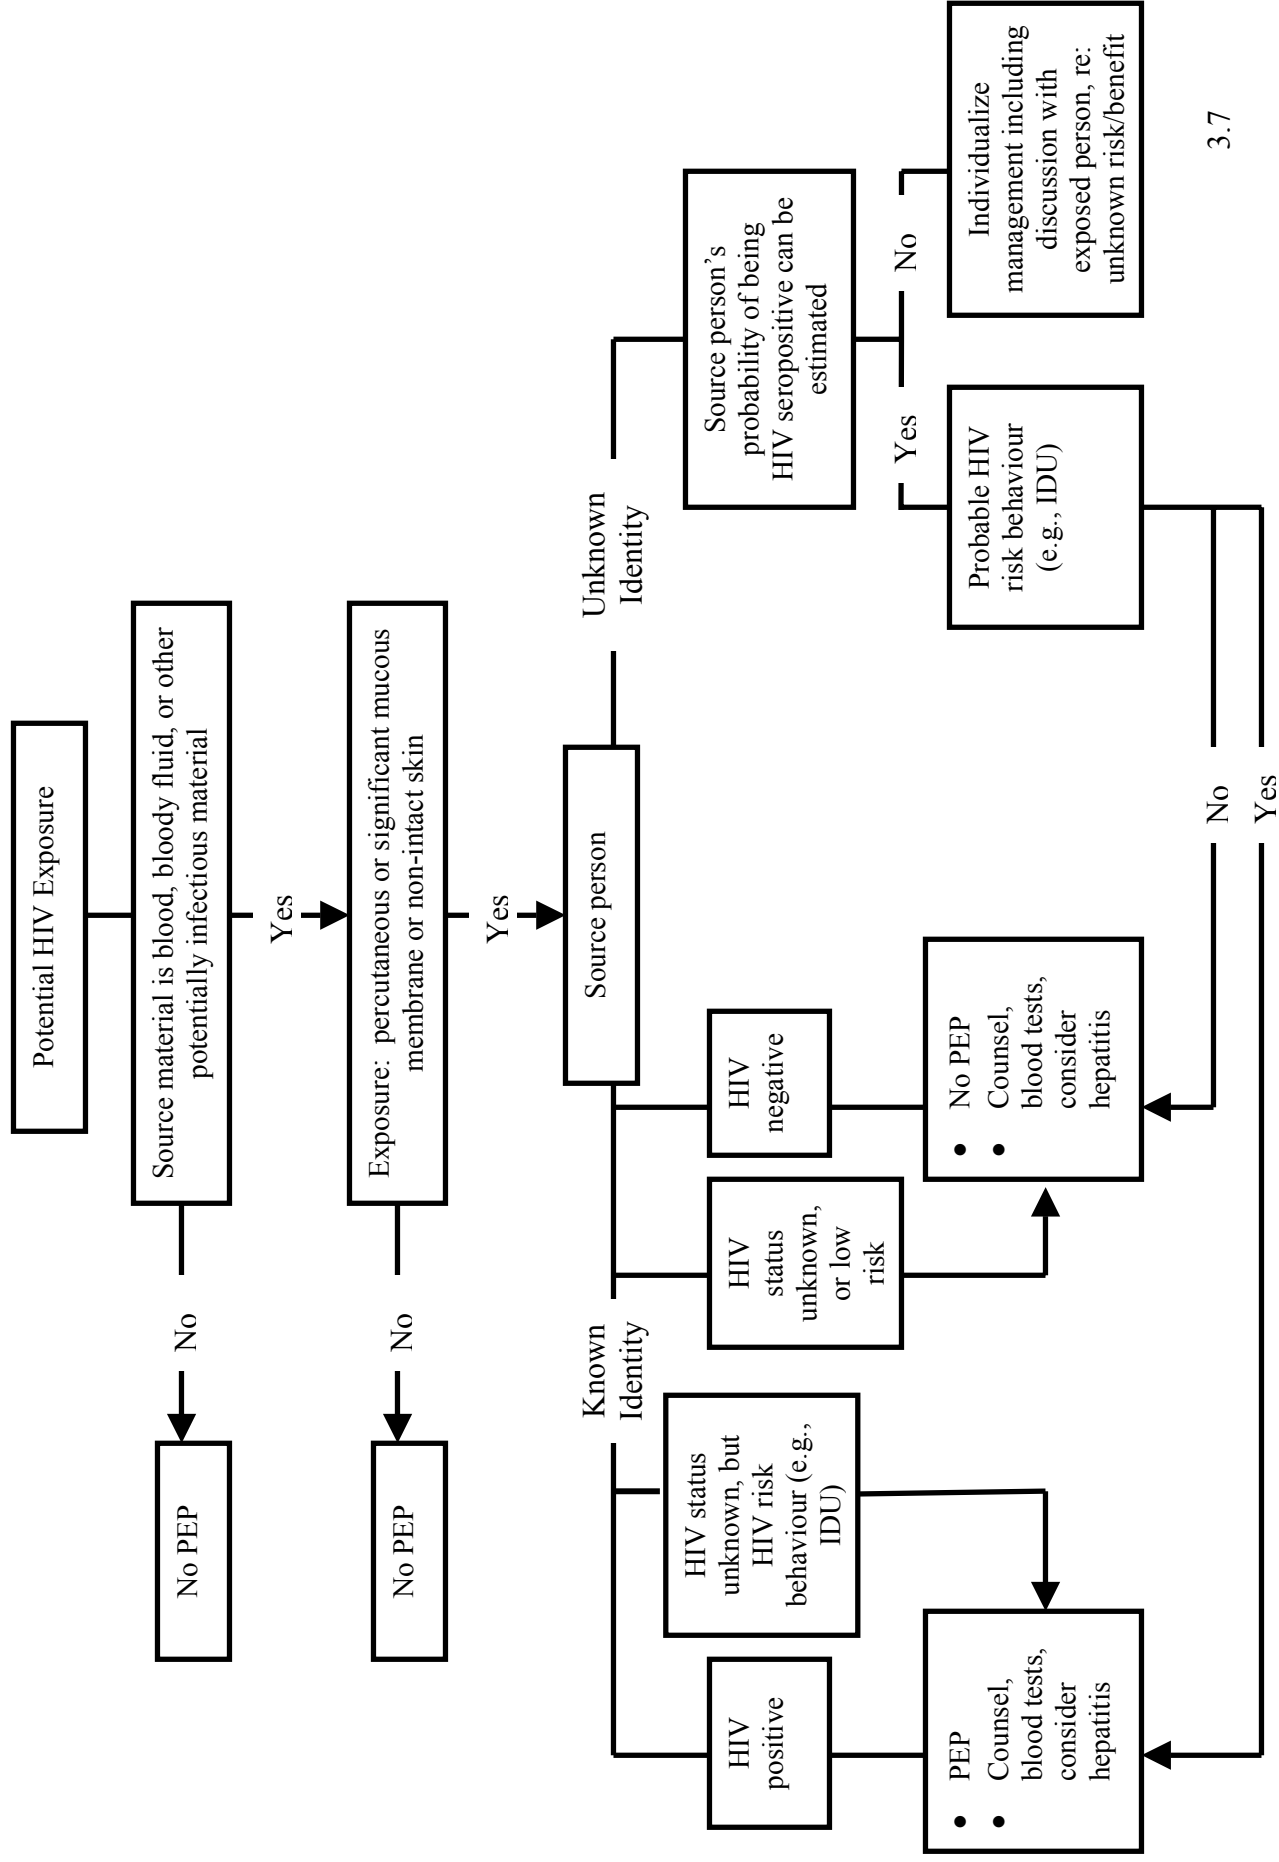 Potential HIV Exposure
Source material is blood, bloody fluid, or other
potentially infectious material
No
No PEP
Yes
Exposure:  percutaneous or significant mucous
membrane or non-intact skin
No
No PEP
Yes
Source person
Known
Identity
Unknown
Identity
HIV
positive
HIV status
unknown, but
HIV risk
behaviour (e.g.,
IDU)
HIV
status
unknown,
or low
risk
HIV
negative
Source person’s
probability of being
HIV seropositive can be
estimated
Yes
No
• PEP
• Counsel,
blood tests,
consider
hepatitis
• No PEP
• Counsel,
blood tests,
consider
hepatitis
Probable HIV
risk behaviour
(e.g., IDU)
Individualize
management including
discussion with
exposed person, re:
unknown risk/benefit
No
Yes
3.7